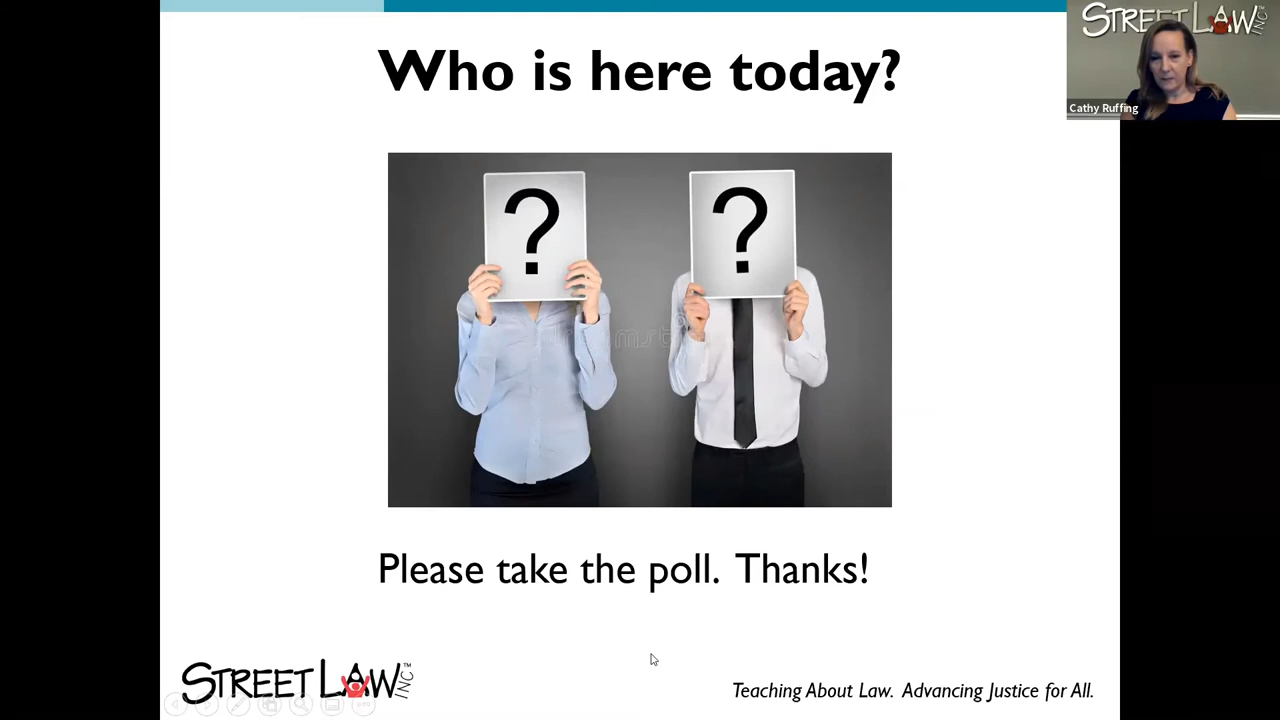 Who is here today?
STREET LAW INC
Cathy Ruffing
?
?
Please take the poll. Thanks!
STREET LAW INC™
Teaching About Law. Advancing Justice for All.